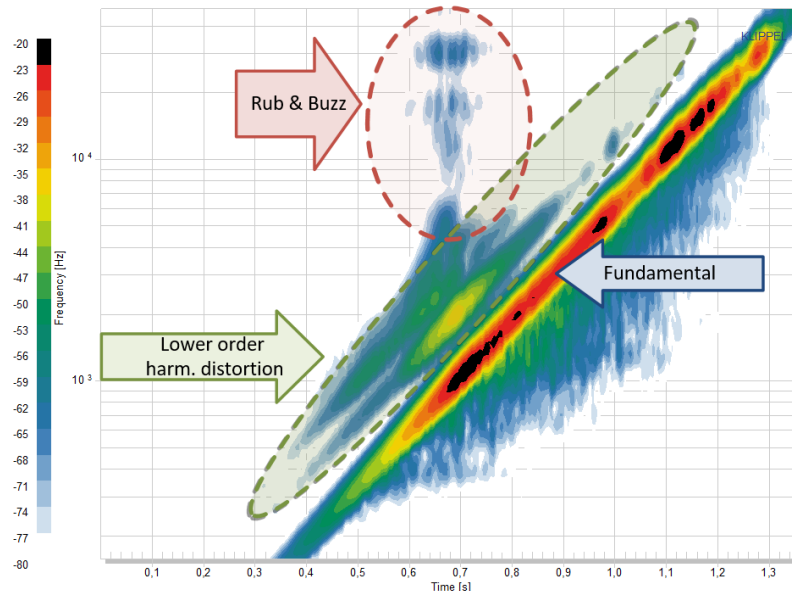 KLIPPEL
-20
-23
-26
-29
-32
-35
-38
-41
-44
-47
-50
-53
-56
-59
-62
-65
-68
-71
-74
-77
-80
Frequency [Hz]
10⁴
10³
Rub & Buzz
Fundamental
Lower order
harm. distortion
0,1 0,2 0,3 0,4 0,5 0,6 0,7 0,8 0,9 1,0 1,1 1,2 1,3
Time [s]